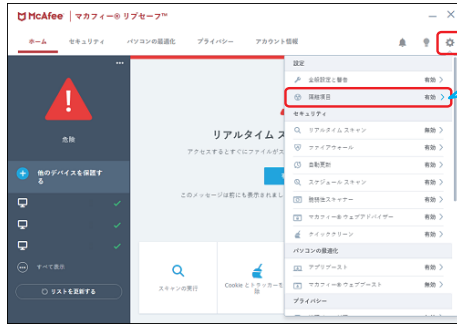 McAfee | マカフィー® リブセーフ™
ホーム セキュリティ パソコンの最適化 プライバシー アカウント情報
設定
全般設定と警告 有効
隔離項目 有効
セキュリティ
リアルタイム スキャン 無効
ファイアウォール 有効
自動更新 有効
スケジュール スキャン 有効
脆弱性スキャナー 有効
マカフィー® ウェブアドバイザー 有効
クイッククリーン 有効
パソコンの最適化
アプリブースト 有効
マカフィー® ウェブブースト 無効
プライバシー
危険
他のデバイスを保護す
る
すべて表示
リストを更新する
リアルタイム ス
アクセスするとすぐにファイルがス
このメッセージは前にも表示されまし
スキャンの実行
Cookie とトラッカーを
除